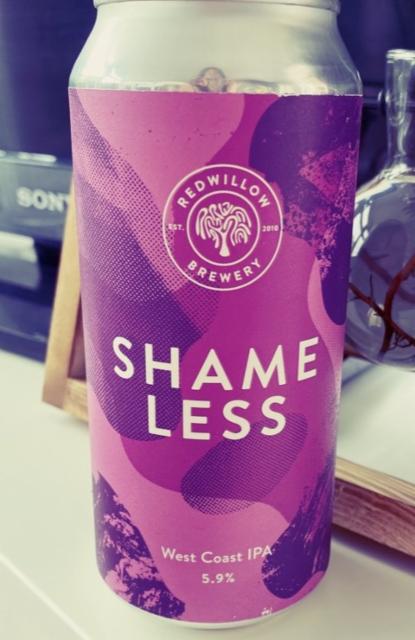 SONY
REDWILLOW
EST. 2010
BREWERY
SHAME
LESS
West Coast IPA
5.9%